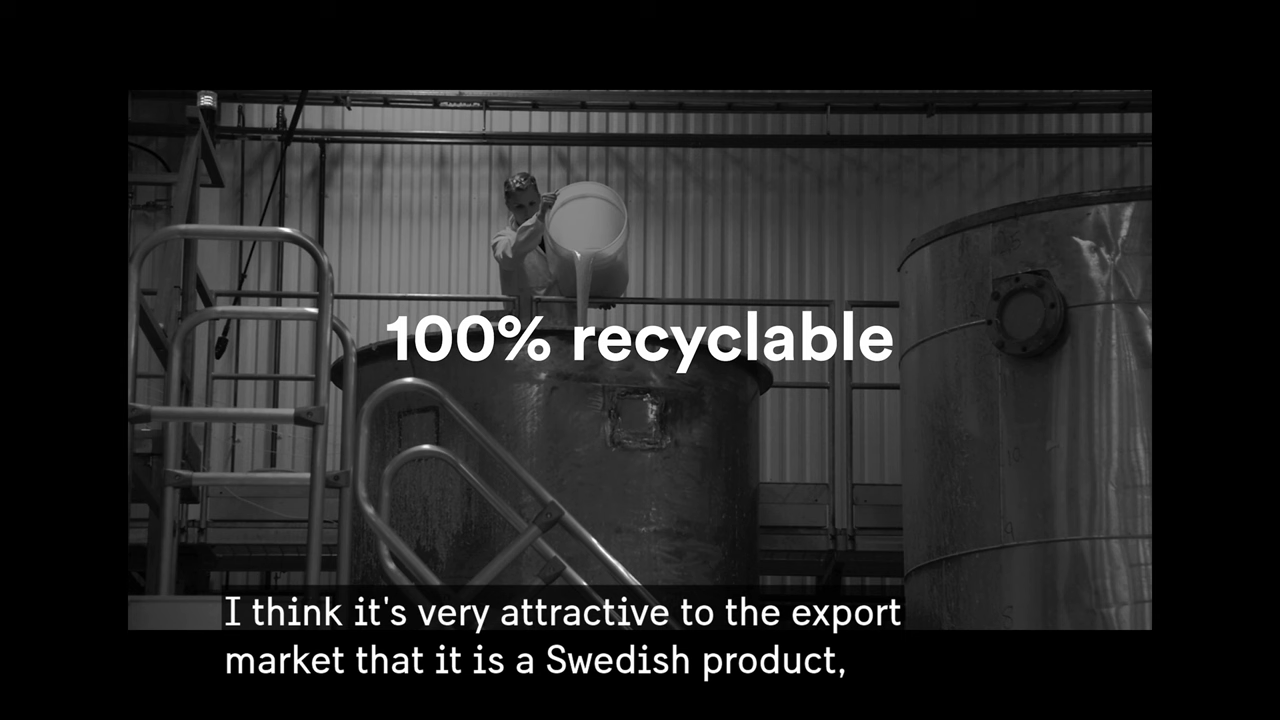 100% recyclable
I think it's very attractive to the export
market that it is a Swedish product,